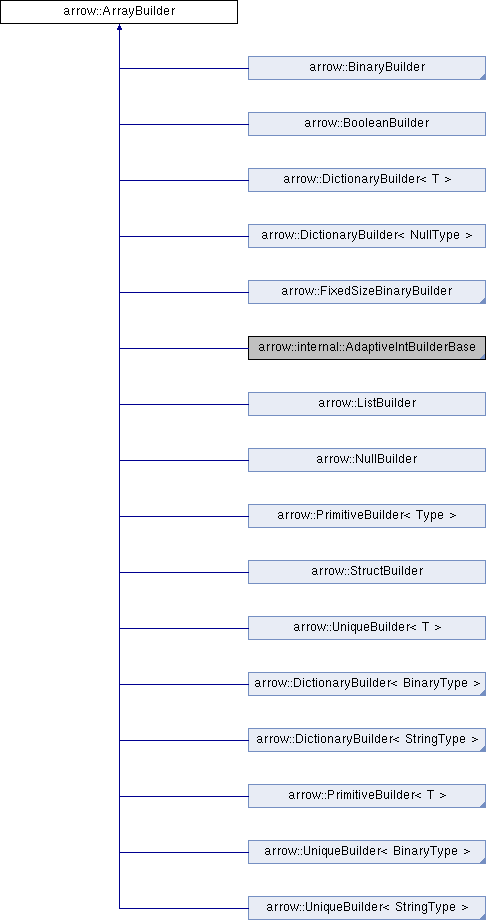 arrow::ArrayBuilder
arrow::BinaryBuilder
arrow::BooleanBuilder
arrow::DictionaryBuilder< T >
arrow::DictionaryBuilder< NullType >
arrow::FixedSizeBinaryBuilder
arrow::internal::AdaptiveIntBuilderBase
arrow::ListBuilder
arrow::NullBuilder
arrow::PrimitiveBuilder< Type >
arrow::StructBuilder
arrow::UniqueBuilder< T >
arrow::DictionaryBuilder< BinaryType >
arrow::DictionaryBuilder< StringType >
arrow::PrimitiveBuilder< T >
arrow::UniqueBuilder< BinaryType >
arrow::UniqueBuilder< StringType >